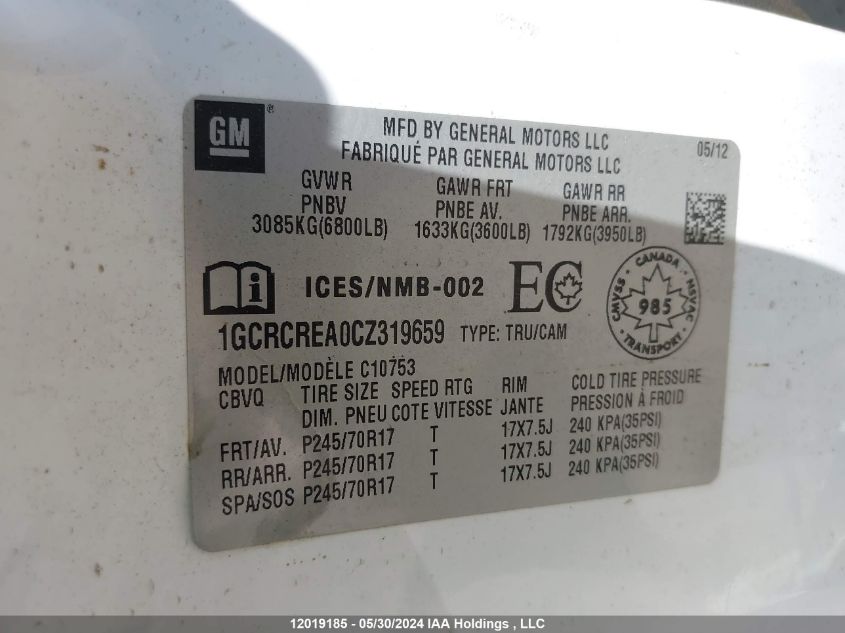 GM ®
MFD BY GENERAL MOTORS LLC
FABRIQUÉ PAR GENERAL MOTORS LLC
05/12
GVWR GAWR FRT GAWR RR
PNBV PNBE AV. PNBE ARR.
3085KG(6800LB) 1633KG(3600LB) 1792KG(3950LB)
i ICES/NMB-002 EC
CANADA
CMVSS 985 NSVAC
TRANSPORT
1GCRCREA0CZ319659 TYPE: TRU/CAM
MODEL/MODÈLE C10753
CBVQ TIRE SIZE SPEED RTG RIM COLD TIRE PRESSURE
DIM. PNEU COTE VITESSE JANTE PRESSION À FROID
FRT/AV. P245/70R17 T 17X7.5J 240 KPA(35PSI)
RR/ARR. P245/70R17 T 17X7.5J 240 KPA(35PSI)
SPA/SOS P245/70R17 T 17X7.5J 240 KPA(35PSI)
12019185 - 05/30/2024 IAA Holdings , LLC